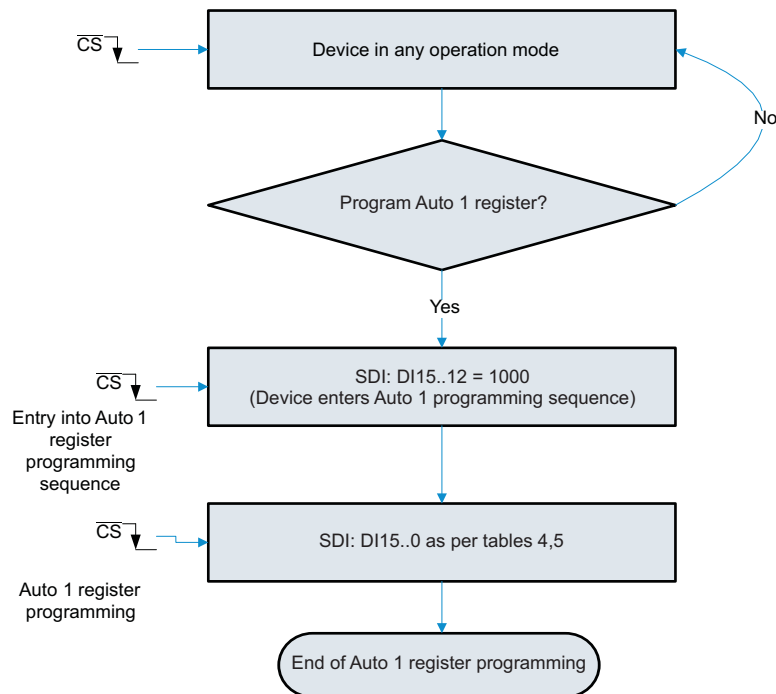 CS
Device in any operation mode
No
Program Auto 1 register?
Yes
CS
SDI: DI15..12 = 1000
(Device enters Auto 1 programming sequence)
Entry into Auto 1
register
programming
sequence
CS
SDI: DI15..0 as per tables 4,5
Auto 1 register
programming
End of Auto 1 register programming